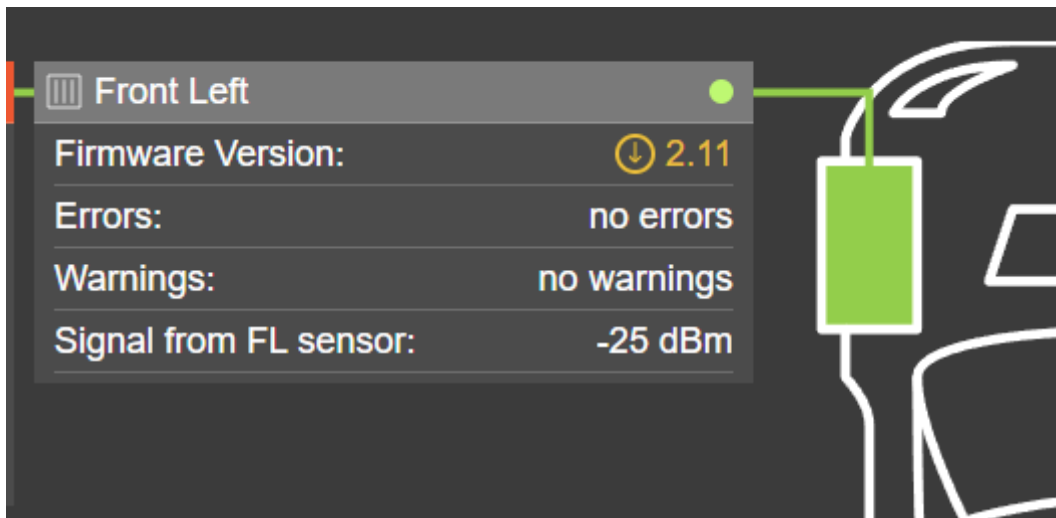 Front Left
Firmware Version: 2.11
Errors: no errors
Warnings: no warnings
Signal from FL sensor: -25 dBm